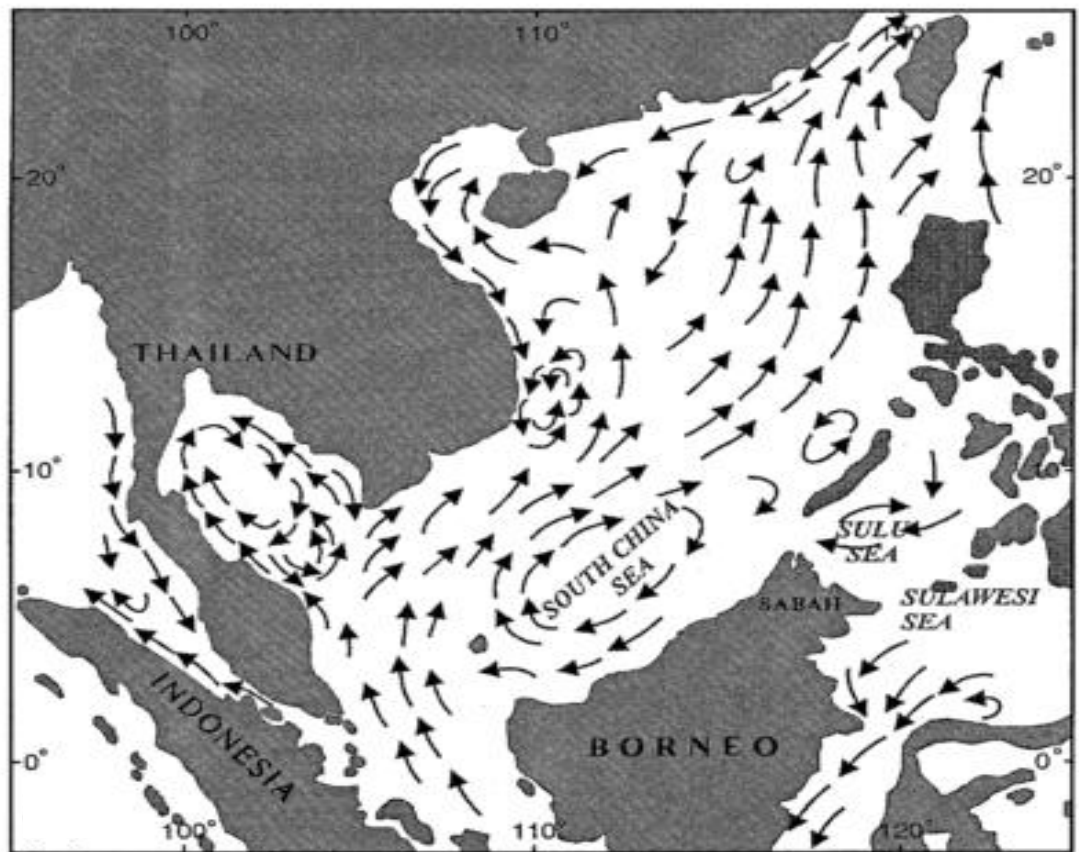 100°
110°
120°
20°
20°
THAILAND
10°
SOUTH CHINA
SEA
SULU
SEA
SABAH
SULAWESI
SEA
INDONESIA
BORNEO
0°
0°
100°
110°
120°